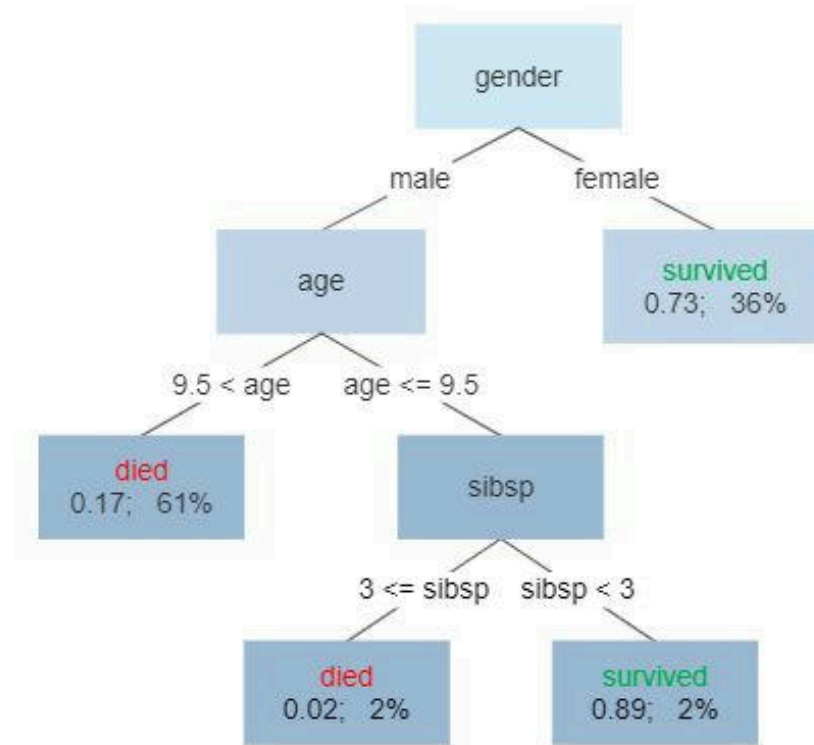 gender
male
female
age
survived
0.73; 36%
9.5 < age
age <= 9.5
died
0.17; 61%
sibsp
3 <= sibsp
sibsp < 3
died
0.02; 2%
survived
0.89; 2%